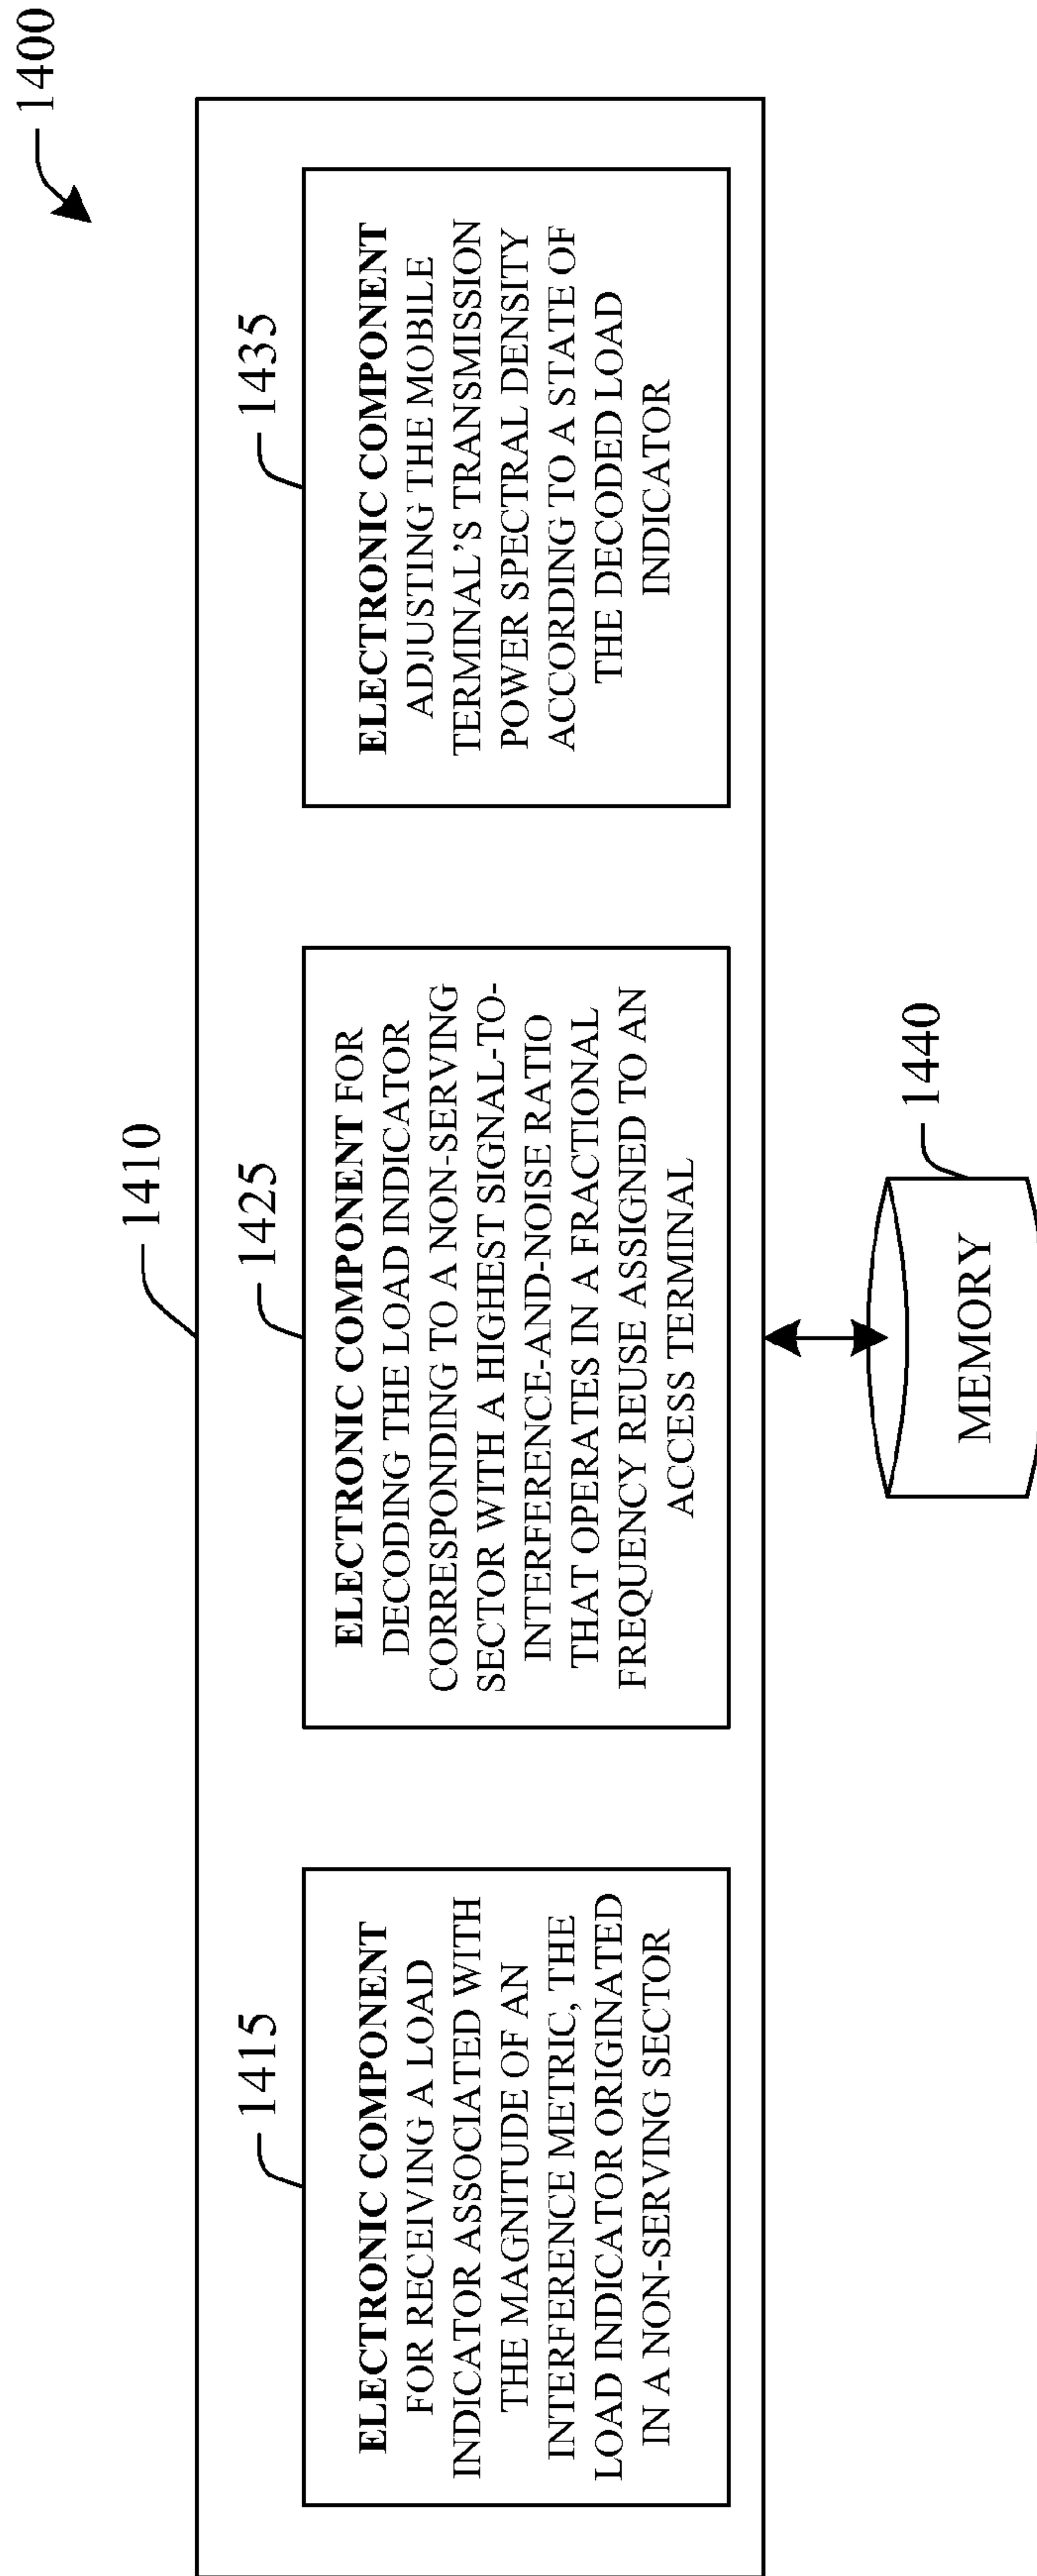 1400
1410
1415
ELECTRONIC COMPONENT
FOR RECEIVING A LOAD
INDICATOR ASSOCIATED WITH
THE MAGNITUDE OF AN
INTERFERENCE METRIC, THE
LOAD INDICATOR ORIGINATED
IN A NON-SERVING SECTOR
1425
ELECTRONIC COMPONENT FOR
DECODING THE LOAD INDICATOR
CORRESPONDING TO A NON-SERVING
SECTOR WITH A HIGHEST SIGNAL-TO-
INTERFERENCE-AND-NOISE RATIO
THAT OPERATES IN A FRACTIONAL
FREQUENCY REUSE ASSIGNED TO AN
ACCESS TERMINAL
1435
ELECTRONIC COMPONENT
ADJUSTING THE MOBILE
TERMINAL'S TRANSMISSION
POWER SPECTRAL DENSITY
ACCORDING TO A STATE OF
THE DECODED LOAD
INDICATOR
1440
MEMORY